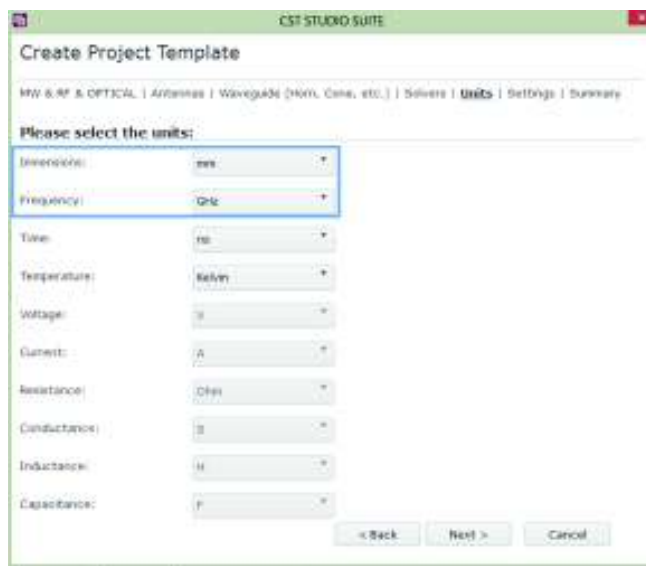 CST STUDIO SUITE
Create Project Template
MW & RF & OPTICAL | Antennas | Waveguide (Horn, Cone, etc.) | Solvers | Units | Settings | Summary
Please select the units:
Dimensions: mm
Frequency: GHz
Time: ns
Temperature: Kelvin
Voltage: V
Current: A
Resistance: Ohm
Conductance: S
Inductance: H
Capacitance: F
< Back Next > Cancel